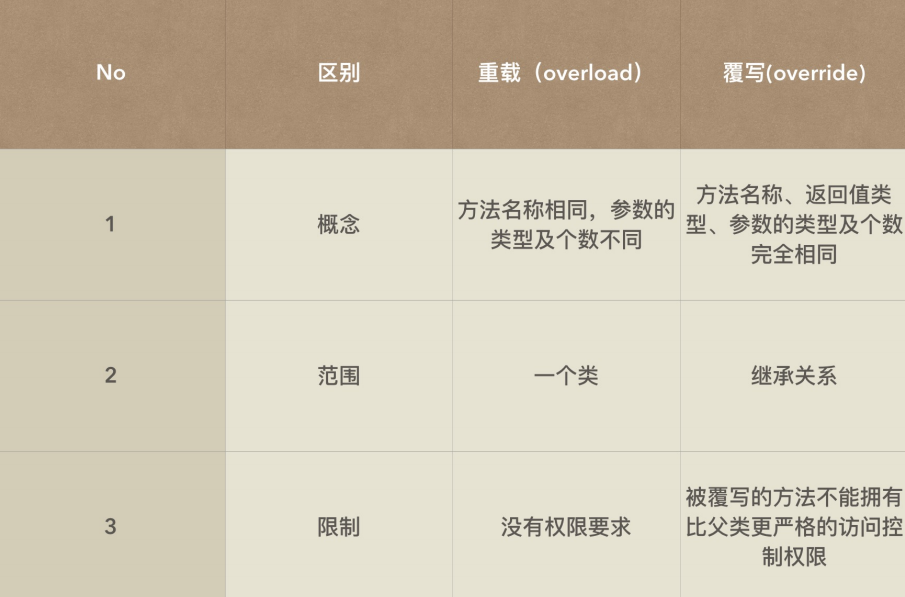 No
区别
重载（overload）
覆写(override)
1
概念
方法名称相同，参数的
类型及个数不同
方法名称、返回值类
型、参数的类型及个数
完全相同
2
范围
一个类
继承关系
3
限制
没有权限要求
被覆写的方法不能拥有
比父类更严格的访问控
制权限